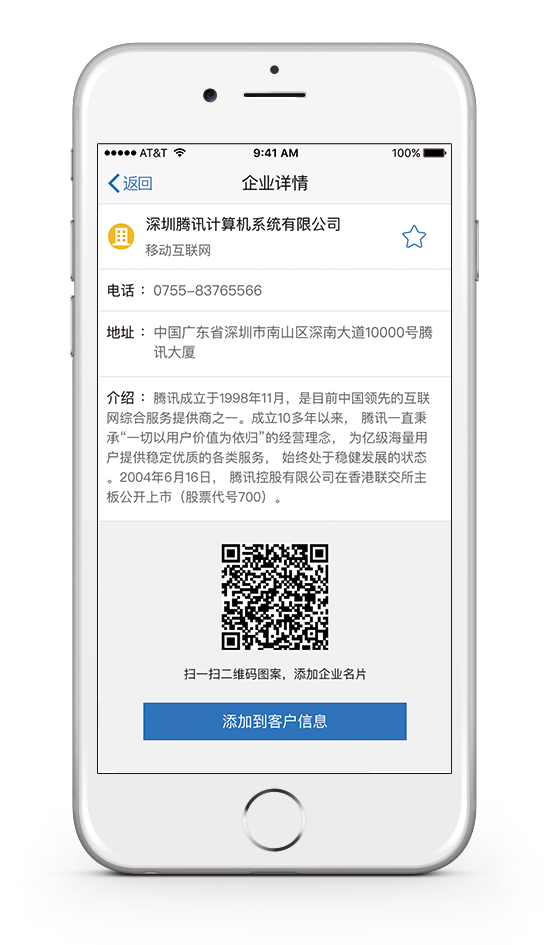 AT&T 9:41 AM 100%
返回 企业详情
深圳腾讯计算机系统有限公司
移动互联网
电话： 0755-83765566
地址： 中国广东省深圳市南山区深南大道10000号腾
讯大厦
介绍： 腾讯成立于1998年11月，是目前中国领先的互联
网综合服务提供商之一。成立10多年以来， 腾讯一直秉
承“一切以用户价值为依归”的经营理念， 为亿级海量用
户提供稳定优质的各类服务， 始终处于稳健发展的状态
。2004年6月16日， 腾讯控股有限公司在香港联交所主
板公开上市（股票代号700）。
扫一扫二维码图案，添加企业名片
添加到客户信息